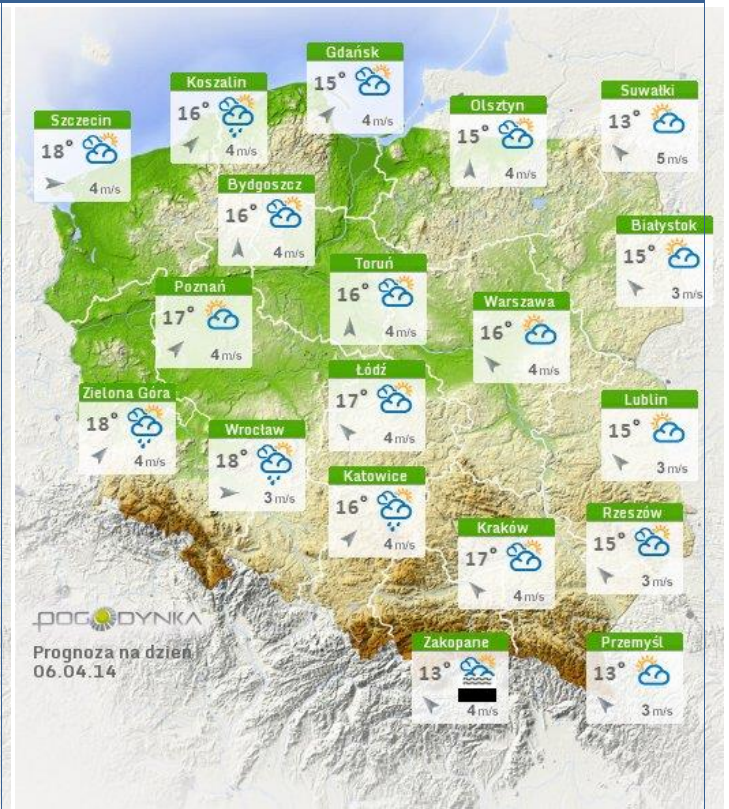 Gdańsk
15°
4 m/s
Koszalin
16°
4 m/s
Suwałki
13°
5 m/s
Olsztyn
15°
4 m/s
Szczecin
18°
4 m/s
Bydgoszcz
16°
4 m/s
Białystok
15°
3 m/s
Toruń
16°
4 m/s
Poznań
17°
4 m/s
Warszawa
16°
4 m/s
Łódź
17°
4 m/s
Zielona Góra
18°
4 m/s
Lublin
15°
3 m/s
Wrocław
18°
3 m/s
Katowice
16°
4 m/s
Rzeszów
15°
3 m/s
Kraków
17°
4 m/s
POGODYNKA
Prognoza na dzień
06.04.14
Zakopane
13°
4 m/s
Przemyśl
13°
3 m/s